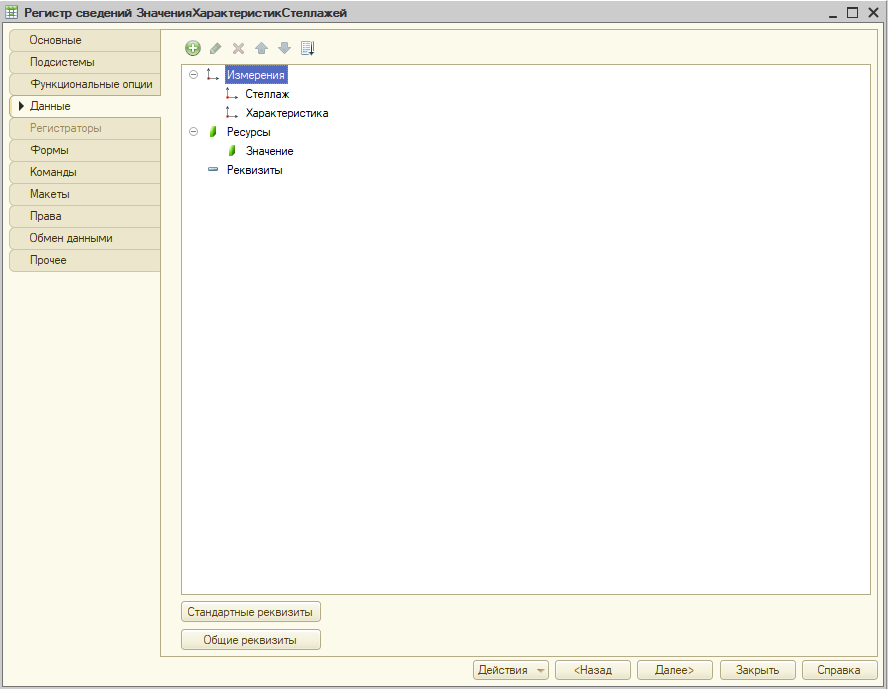 Регистр сведений ЗначенияХарактеристикСтеллажей
Основные
Подсистемы
Функциональные опции
Данные
Регистраторы
Формы
Команды
Макеты
Права
Обмен данными
Прочее
Измерения
Стеллаж
Характеристика
Ресурсы
Значение
Реквизиты
Стандартные реквизиты
Общие реквизиты
Действия
<Назад
Далее>
Закрыть
Справка